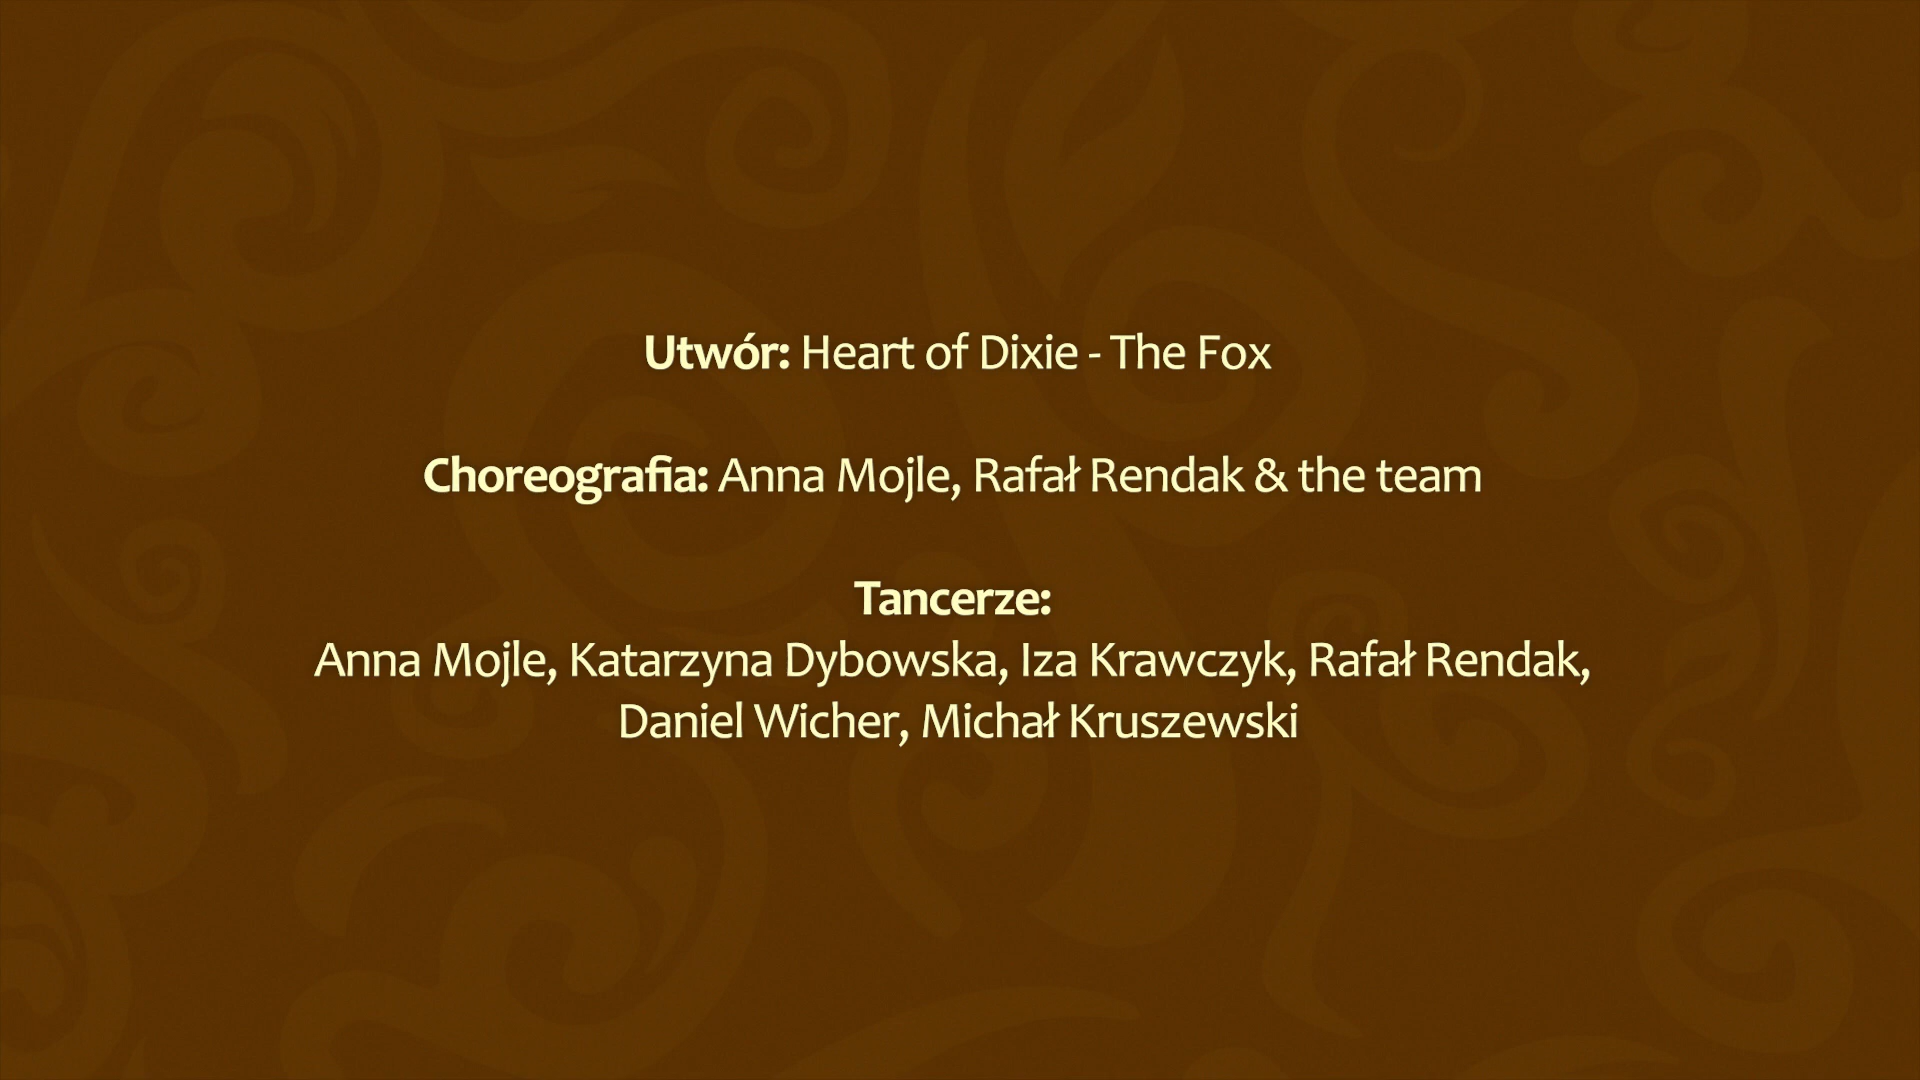 Utwór: Heart of Dixie - The Fox
Choreografia: Anna Mojle, Rafał Rendak & the team
Tancerze:
Anna Mojle, Katarzyna Dybowska, Iza Krawczyk, Rafał Rendak,
Daniel Wicher, Michał Kruszewski